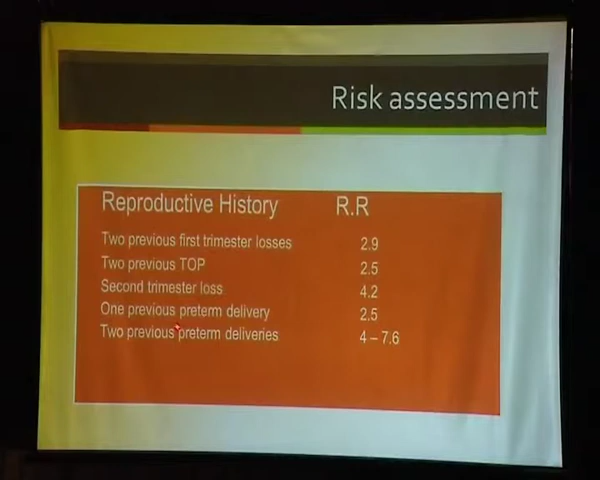 Risk assessment
Reproductive History R.R
Two previous first trimester losses 2.9
Two previous TOP 2.5
Second trimester loss 4.2
One previous preterm delivery 2.5
Two previous preterm deliveries 4 – 7.6